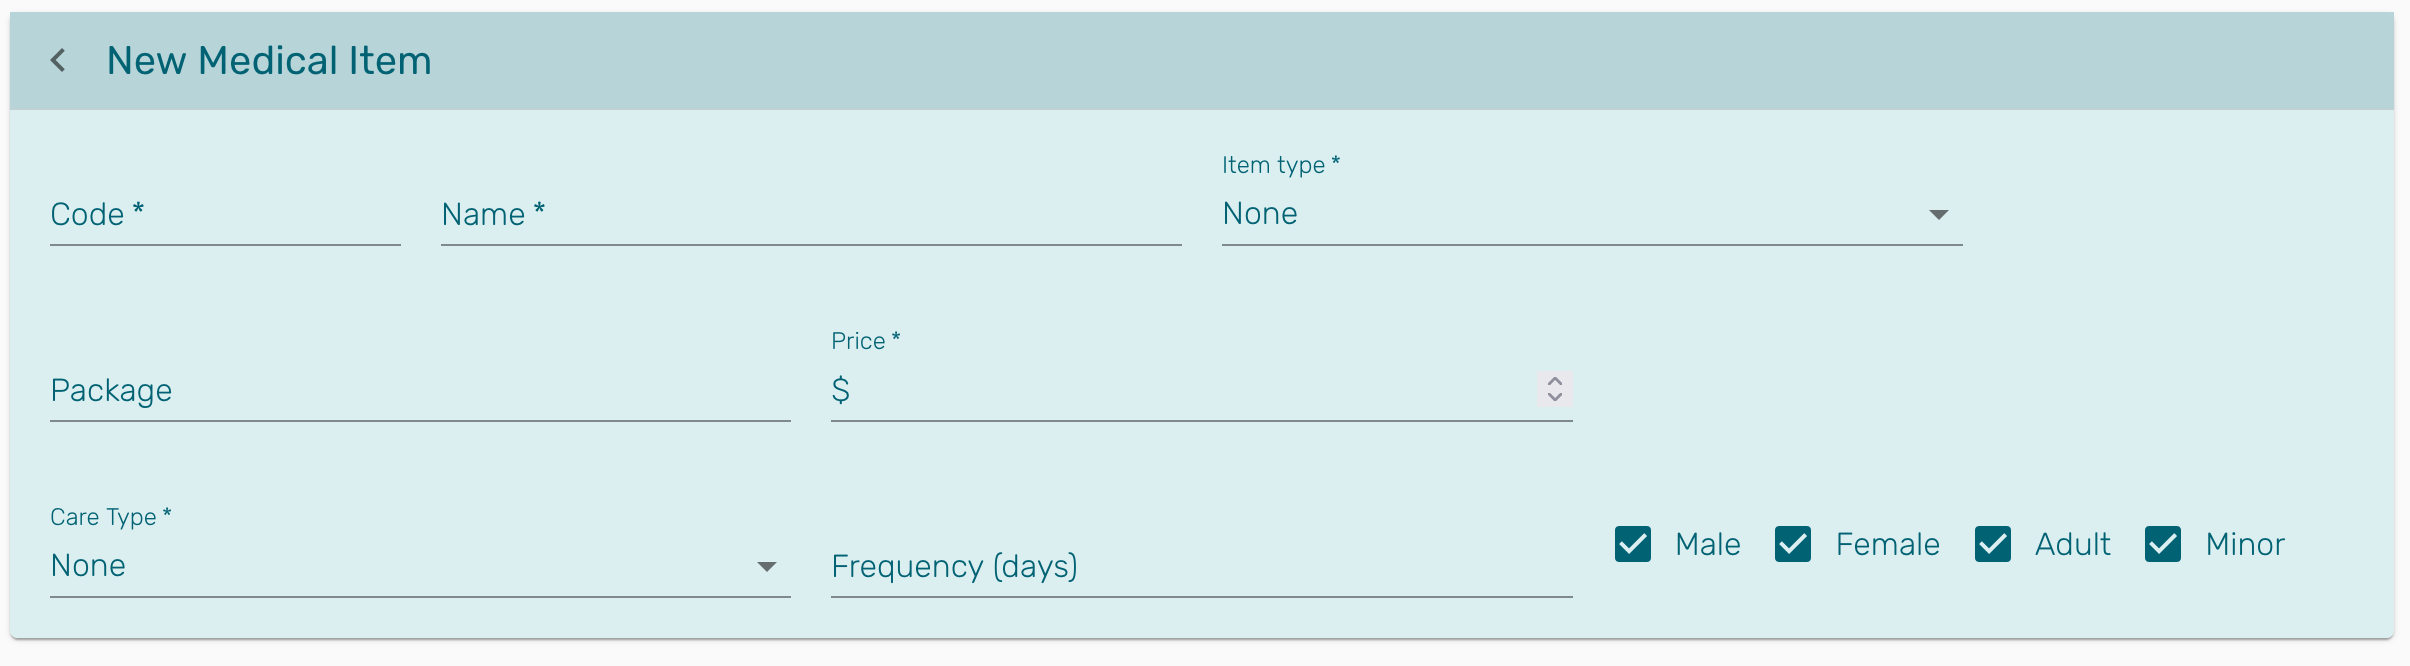 New Medical Item
Item type *
Code *
Name *
None
Price *
Package
$
Care Type *
None
Frequency (days)
Male
Female
Adult
Minor